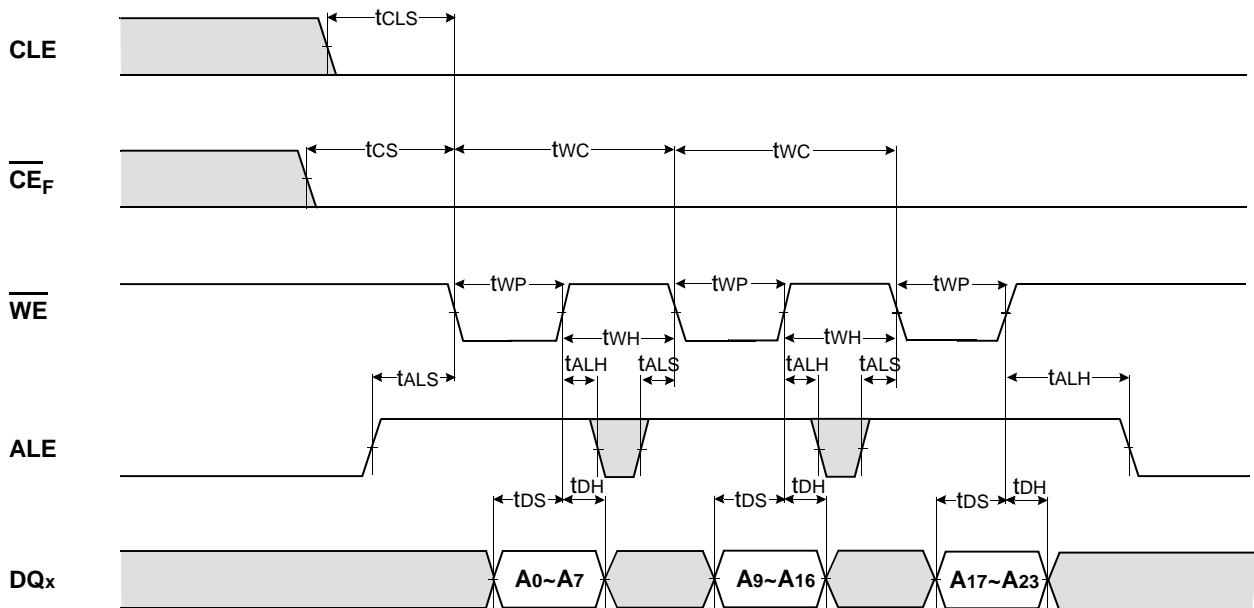 tCLS
CLE
tCS tWC tWC
CEF
tWP tWP tWP
WE
tWH tWH
tALH tALS tALH tALS
tALS tALH
ALE
tDS tDH tDS tDH tDS tDH
DQx A0~A7 A9~A16 A17~A23